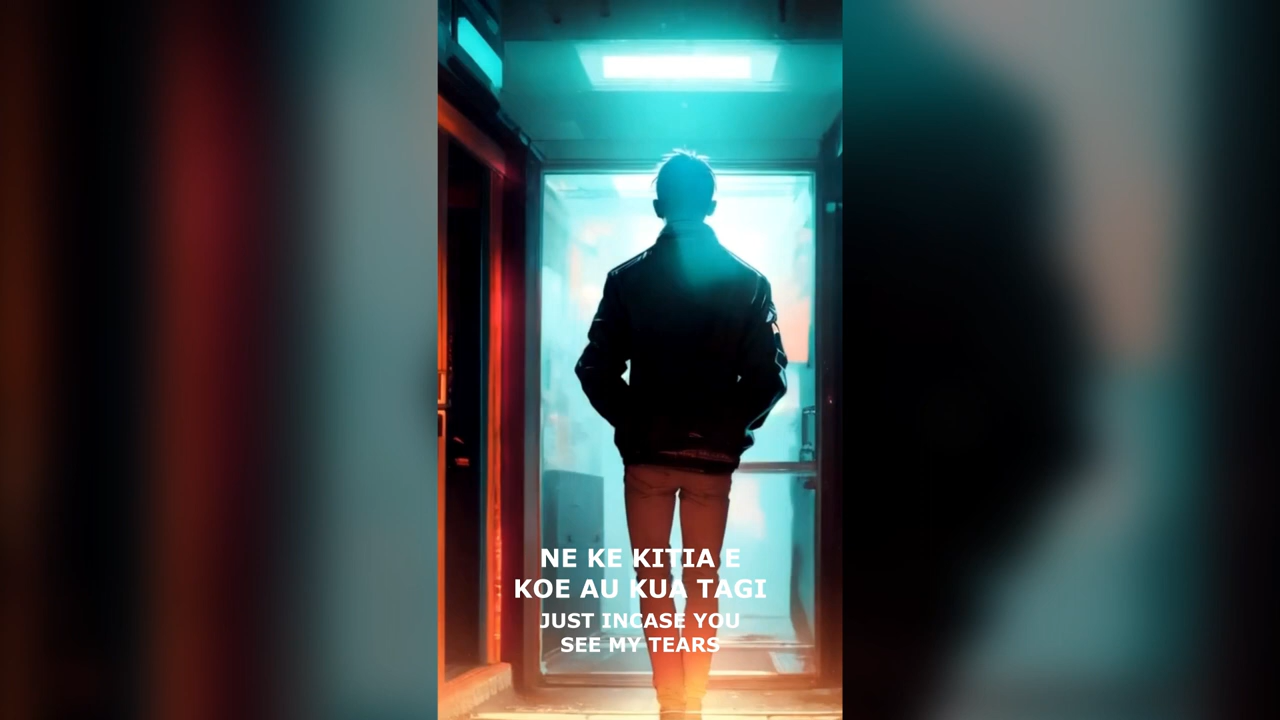 NE KE KITIA E
KOE AU KUA TAGI
JUST INCASE YOU
SEE MY TEARS